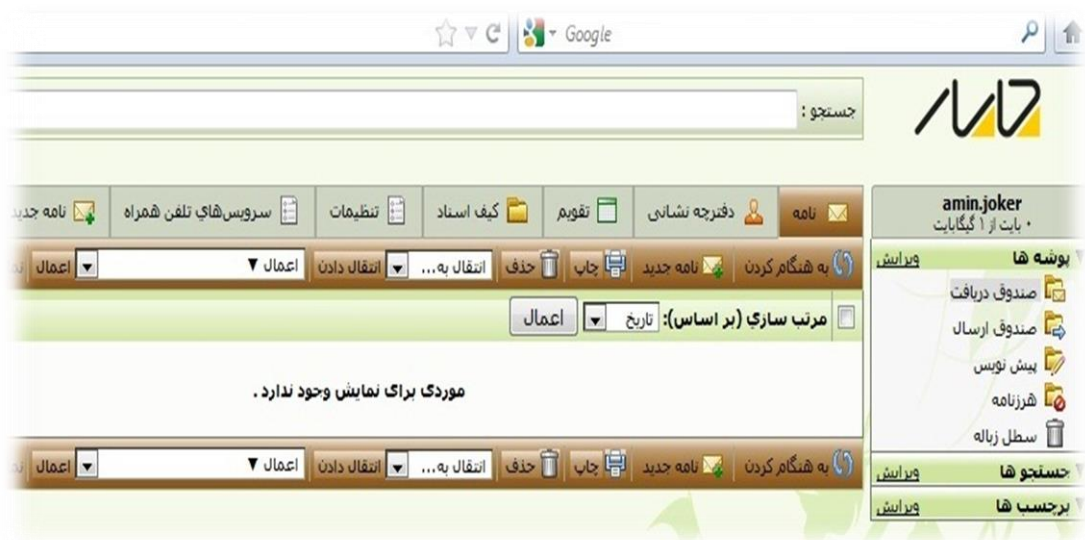 Google
جستجو :
amin.joker
۰ بایت از ۱ گیگابایت
نامه دفترچه نشانی تقویم کیف اسناد تنظیمات سرویس‌هاي تلفن همراه نامه جدید
به هنگام کردن نامه جدید چاپ حذف انتقال به... انتقال دادن اعمال ▼ اعمال
مرتب سازي (بر اساس): تاریخ اعمال
موردی برای نمایش وجود ندارد .
به هنگام کردن نامه جدید چاپ حذف انتقال به... انتقال دادن اعمال ▼ اعمال
پوشه ها ویرایش
صندوق دریافت
صندوق ارسال
پیش نویس
هرزنامه
سطل زباله
جستجو ها ویرایش
برچسب ها ویرایش